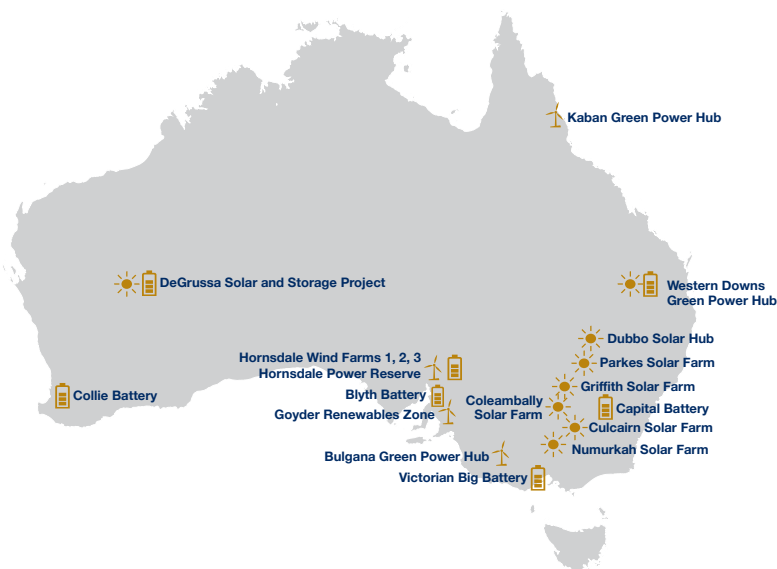 Kaban Green Power Hub
DeGrussa Solar and Storage Project
Western Downs
Green Power Hub
Dubbo Solar Hub
Hornsdale Wind Farms 1, 2, 3
Hornsdale Power Reserve
Parkes Solar Farm
Griffith Solar Farm
Blyth Battery
Collie Battery
Coleambally
Solar Farm
Capital Battery
Goyder Renewables Zone
Culcairn Solar Farm
Numurkah Solar Farm
Bulgana Green Power Hub
Victorian Big Battery